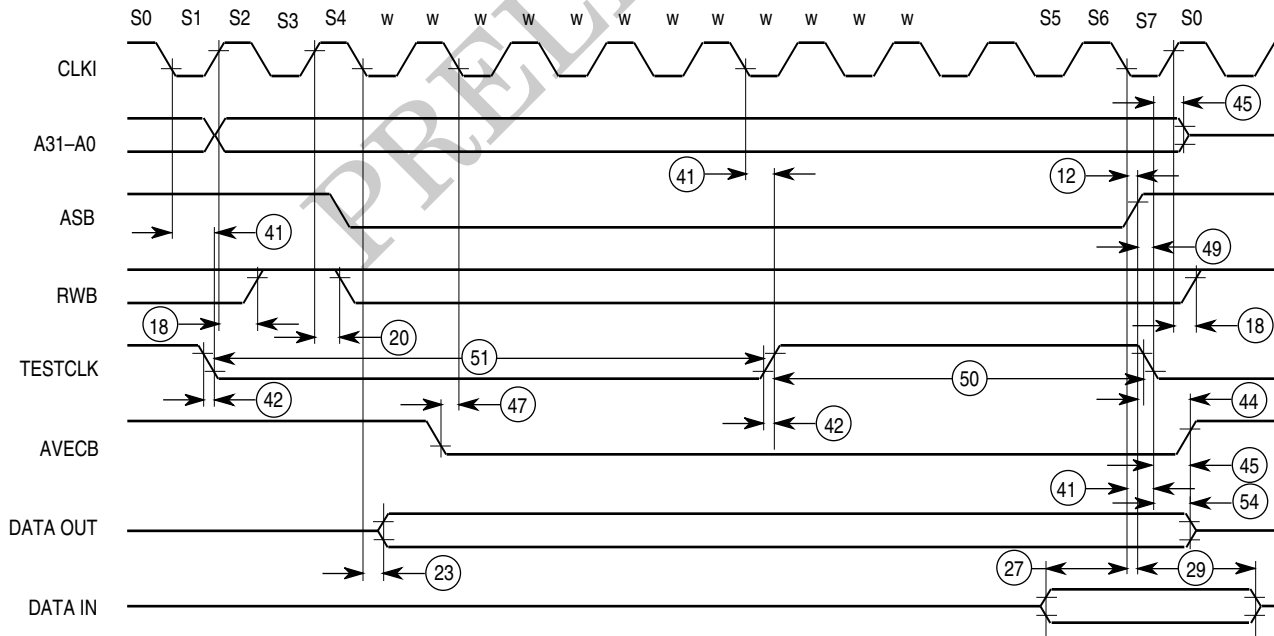 S0 S1 S2 S3 S4 w w w w w w w w w w w w S5 S6 S7 S0
CLKI
45
A31–A0
41 12
ASB
41
49
RWB
18 20 18
51
TESTCLK
50
42 47 42 44
AVECB
45
41
54
DATA OUT
23 27 29
DATA IN
PREL